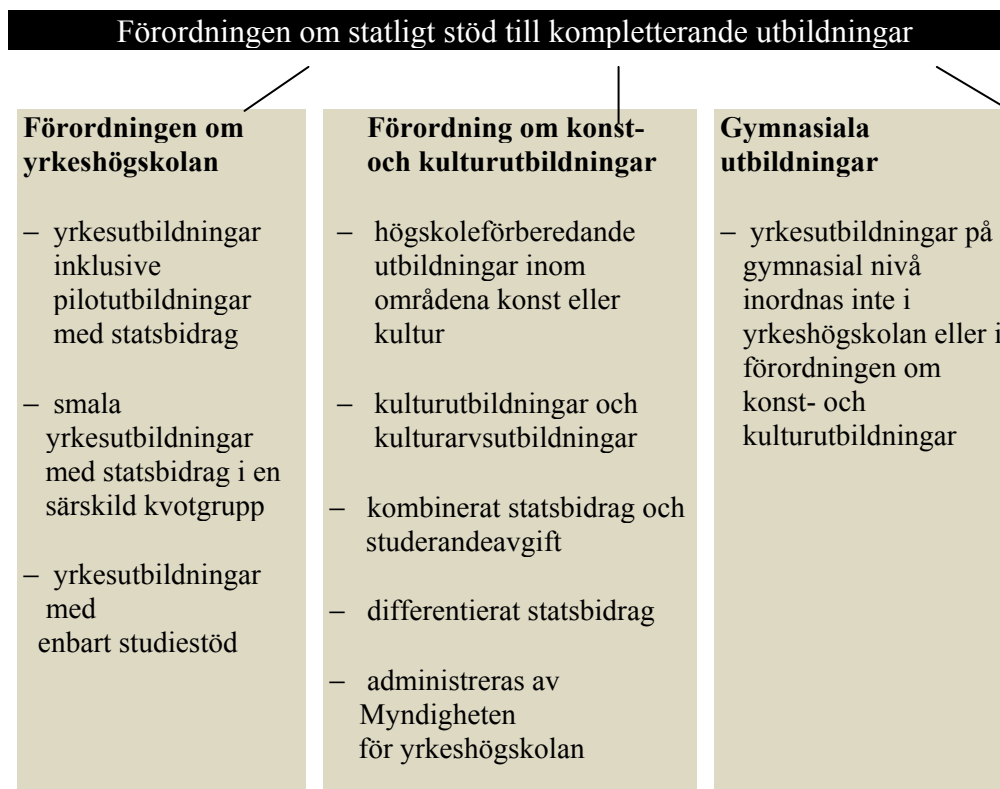 Förordningen om statligt stöd till kompletterande utbildningar
Förordningen om
yrkeshögskolan
– yrkesutbildningar
inklusive
pilotutbildningar
med statsbidrag
– smala
yrkesutbildningar
med statsbidrag i en
särskild kvotgrupp
– yrkesutbildningar
med
enbart studiestöd
Förordning om konst-
och kulturutbildningar
– högskoleförberedande
utbildningar inom
områdena konst eller
kultur
– kulturutbildningar och
kulturarvsutbildningar
– kombinerat statsbidrag och
studerandeavgift
– differentierat statsbidrag
– administreras av
Myndigheten
för yrkeshögskolan
Gymnasiala
utbildningar
– yrkesutbildningar på
gymnasial nivå
inordnas inte i
yrkeshögskolan eller i
förordningen om
konst- och
kulturutbildningar